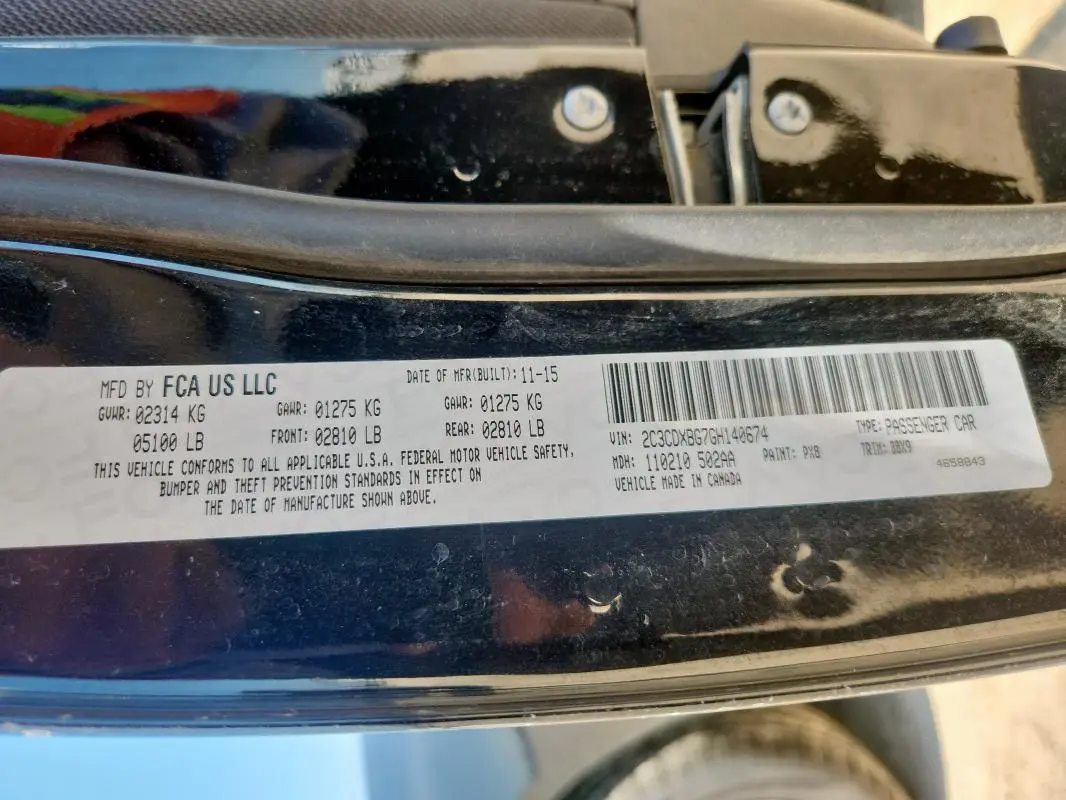 MFD BY FCA US LLC DATE OF MFR(BUILT): 11-15
GVWR: 02314 KG GAWR: 01275 KG GAWR: 01275 KG
05100 LB FRONT: 02810 LB REAR: 02810 LB
THIS VEHICLE CONFORMS TO ALL APPLICABLE U.S.A. FEDERAL MOTOR VEHICLE SAFETY,
BUMPER AND THEFT PREVENTION STANDARDS IN EFFECT ON
THE DATE OF MANUFACTURE SHOWN ABOVE.
VIN: 2C3CDXBG7GH140674 TYPE: PASSENGER CAR
MDH: 110210 502AA PAINT: PXB TRIM: DBX9
VEHICLE MADE IN CANADA 4658843